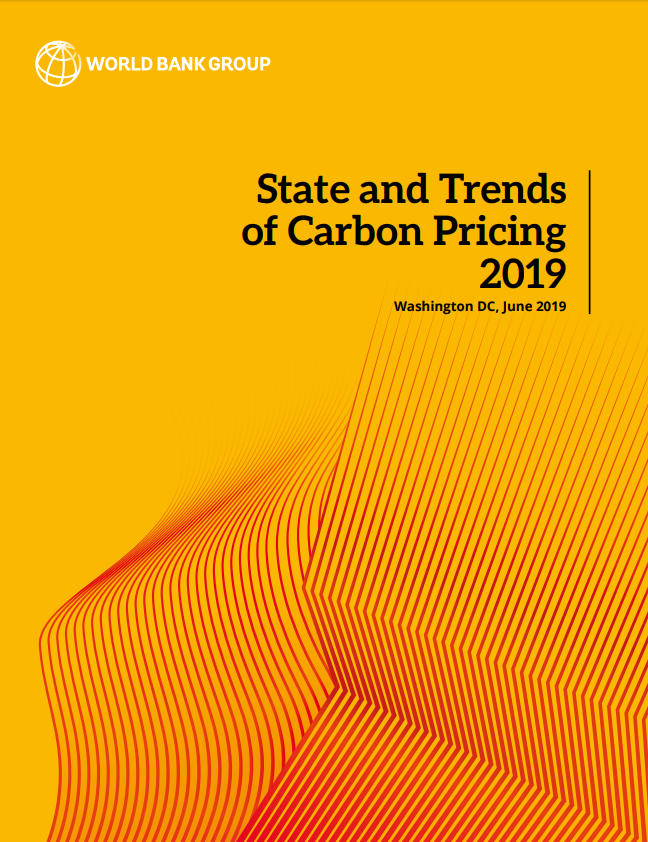 WORLD BANK GROUP
State and Trends
of Carbon Pricing
2019
Washington DC, June 2019